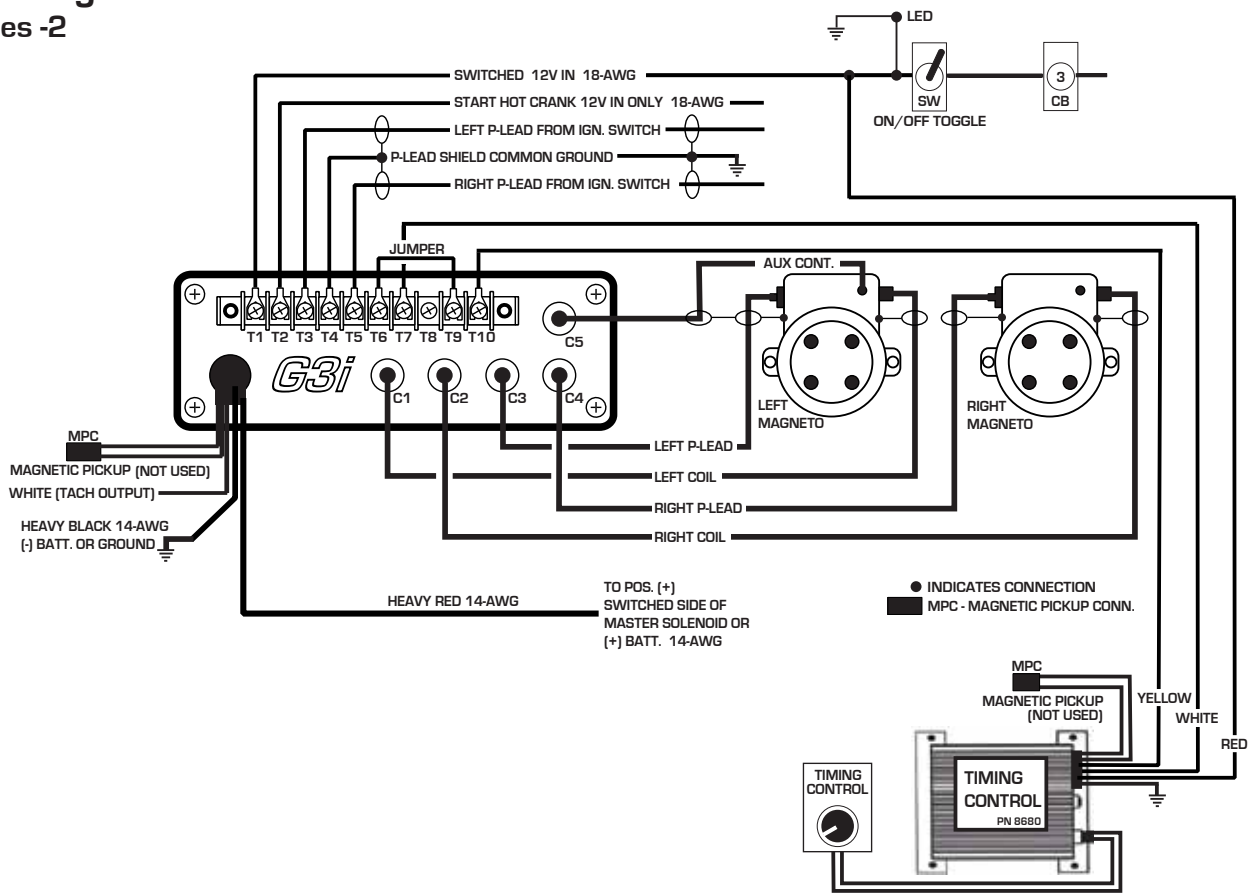 es -2
LED
SWITCHED 12V IN 18-AWG
3
SW
CB
START HOT CRANK 12V IN ONLY 18-AWG
ON/OFF TOGGLE
LEFT P-LEAD FROM IGN. SWITCH
P-LEAD SHIELD COMMON GROUND
RIGHT P-LEAD FROM IGN. SWITCH
JUMPER
AUX CONT.
T1 T2 T3 T4 T5 T6 T7 T8 T9 T10
C5
G3i
C1
C2
C3
C4
LEFT
MAGNETO
RIGHT
MAGNETO
MPC
MAGNETIC PICKUP (NOT USED)
WHITE (TACH OUTPUT)
HEAVY BLACK 14-AWG
(-) BATT. OR GROUND
LEFT P-LEAD
LEFT COIL
RIGHT P-LEAD
RIGHT COIL
HEAVY RED 14-AWG
TO POS. (+)
SWITCHED SIDE OF
MASTER SOLENOID OR
(+) BATT. 14-AWG
INDICATES CONNECTION
MPC - MAGNETIC PICKUP CONN.
MPC
MAGNETIC PICKUP
(NOT USED)
YELLOW
WHITE
RED
TIMING
CONTROL
TIMING
CONTROL
PN 8680